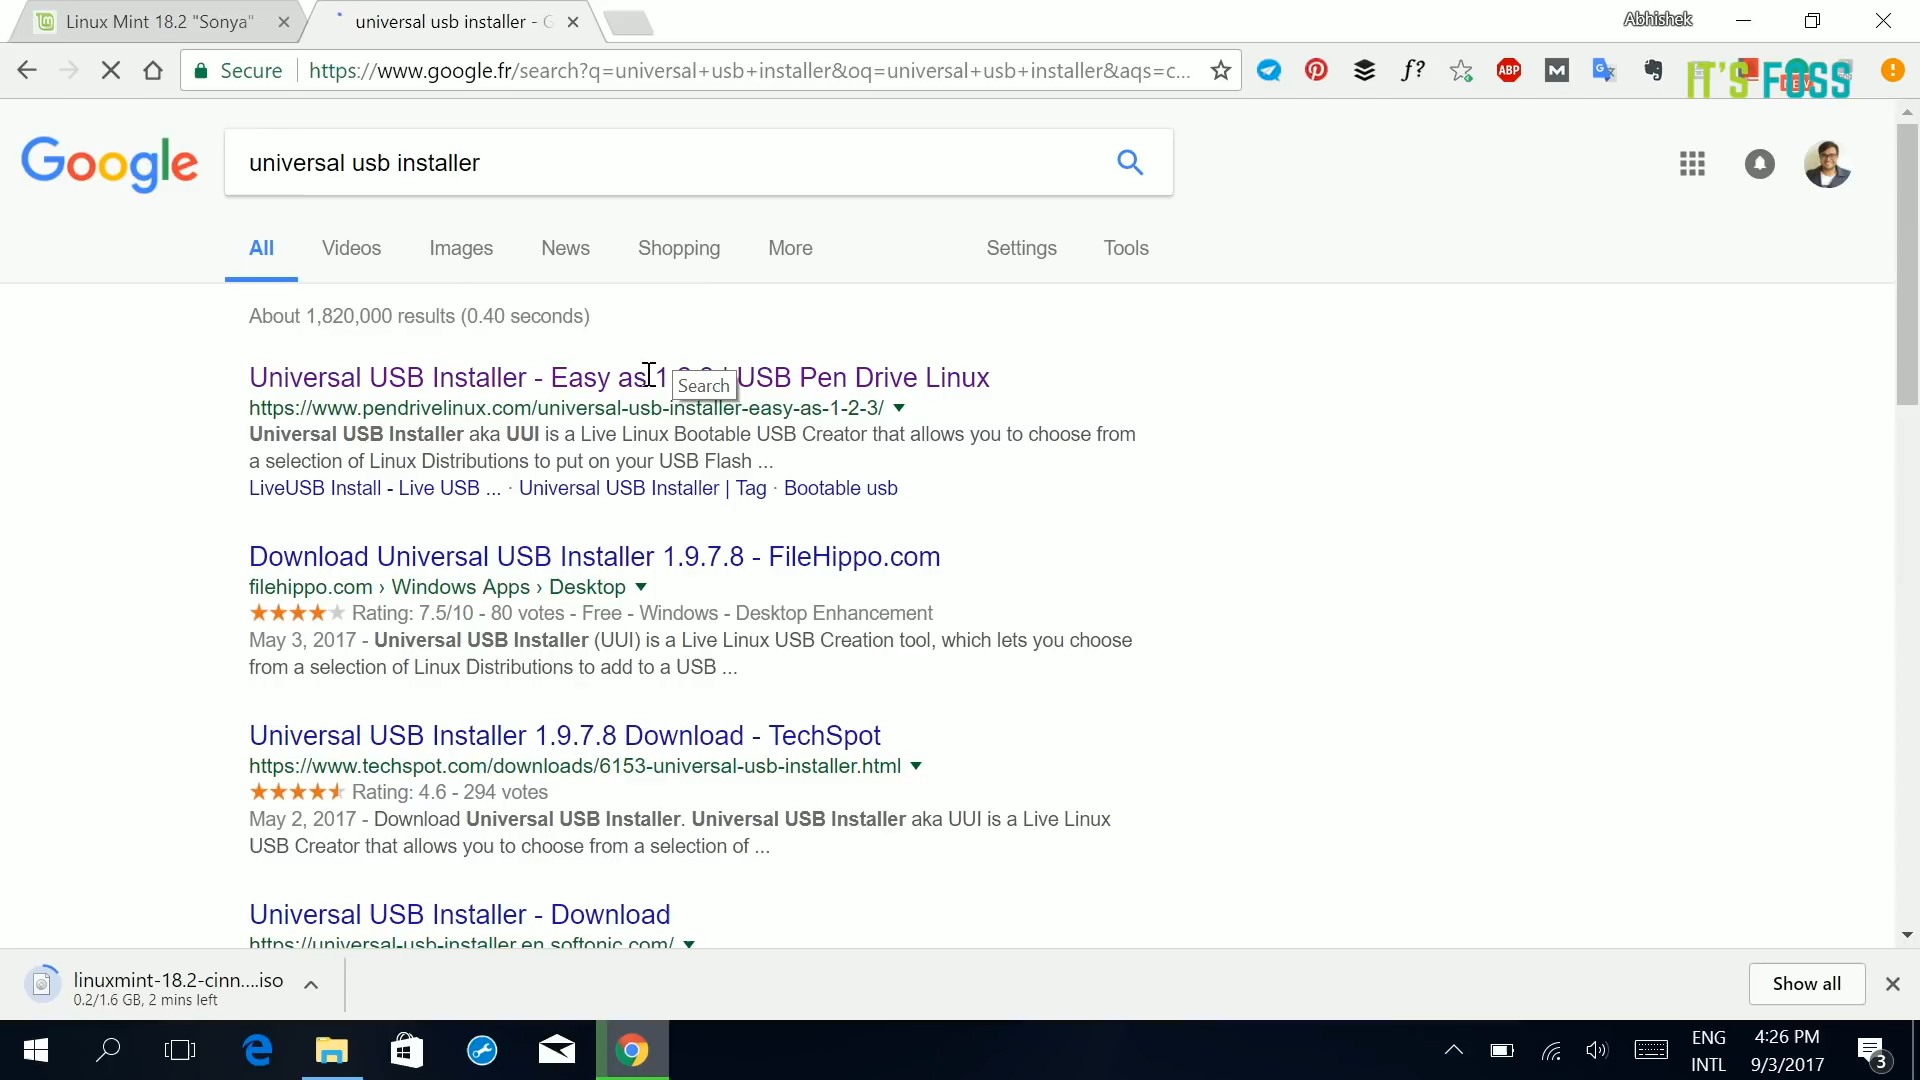 Linux Mint 18.2 "Sonya"
universal usb installer - G
Abhishek
Secure
https://www.google.fr/search?q=universal+usb+installer&oq=universal+usb+installer&aqs=c...
f?
ABP
M
IT'S FOSS
Google
universal usb installer
All
Videos
Images
News
Shopping
More
Settings
Tools
About 1,820,000 results (0.40 seconds)
Universal USB Installer - Easy as 1 USB Pen Drive Linux
Search
https://www.pendrivelinux.com/universal-usb-installer-easy-as-1-2-3/
Universal USB Installer aka UUI is a Live Linux Bootable USB Creator that allows you to choose from
a selection of Linux Distributions to put on your USB Flash ...
LiveUSB Install - Live USB ... · Universal USB Installer | Tag · Bootable usb
Download Universal USB Installer 1.9.7.8 - FileHippo.com
filehippo.com › Windows Apps › Desktop
Rating: 7.5/10 - 80 votes - Free - Windows - Desktop Enhancement
May 3, 2017 - Universal USB Installer (UUI) is a Live Linux USB Creation tool, which lets you choose
from a selection of Linux Distributions to add to a USB ...
Universal USB Installer 1.9.7.8 Download - TechSpot
https://www.techspot.com/downloads/6153-universal-usb-installer.html
Rating: 4.6 - 294 votes
May 2, 2017 - Download Universal USB Installer. Universal USB Installer aka UUI is a Live Linux
USB Creator that allows you to choose from a selection of ...
Universal USB Installer - Download
https://universal-usb-installer.en.softonic.com/
linuxmint-18.2-cinn....iso
0.2/1.6 GB, 2 mins left
Show all
ENG
INTL
4:26 PM
9/3/2017
3